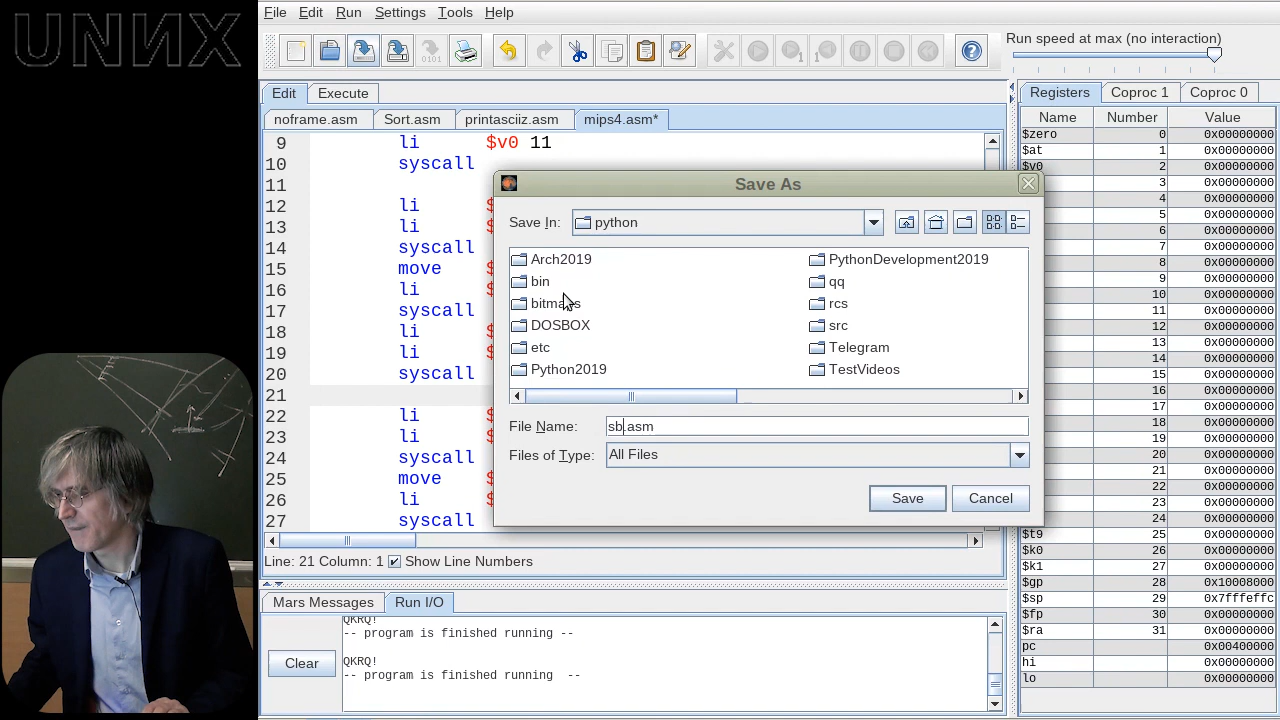 UNИX
File Edit Run Settings Tools Help
Run speed at max (no interaction)
Edit Execute
noframe.asm Sort.asm printasciiz.asm mips4.asm*
9 li $v0 11
10 syscall
11
12 li $
13 li $
14 syscall
15 move $
16 li $
17 syscall
18 li $
19 li $
20 syscall
21
22 li $
23 li $
24 syscall
25 move $
26 li $
27 syscall
Line: 21 Column: 1 Show Line Numbers
Save As
Save In: python
Arch2019 PythonDevelopment2019
bin qq
bitmaps rcs
DOSBOX src
etc Telegram
Python2019 TestVideos
File Name: sb.asm
Files of Type: All Files
Save Cancel
Mars Messages Run I/O
Clear
QKRQ!
-- program is finished running --
QKRQ!
-- program is finished running --
Registers Coproc 1 Coproc 0
Name Number Value
$zero 0 0x00000000
$at 1 0x00000000
$v0 2 0x00000000
3 0x00000000
4 0x00000000
5 0x00000000
6 0x00000000
7 0x00000000
8 0x00000000
9 0x00000000
10 0x00000000
11 0x00000000
12 0x00000000
13 0x00000000
14 0x00000000
15 0x00000000
16 0x00000000
17 0x00000000
18 0x00000000
19 0x00000000
20 0x00000000
21 0x00000000
22 0x00000000
23 0x00000000
24 0x00000000
$t9 25 0x00000000
$k0 26 0x00000000
$k1 27 0x00000000
$gp 28 0x10008000
$sp 29 0x7fffeffc
$fp 30 0x00000000
$ra 31 0x00000000
pc 0x00400000
hi 0x00000000
lo 0x00000000